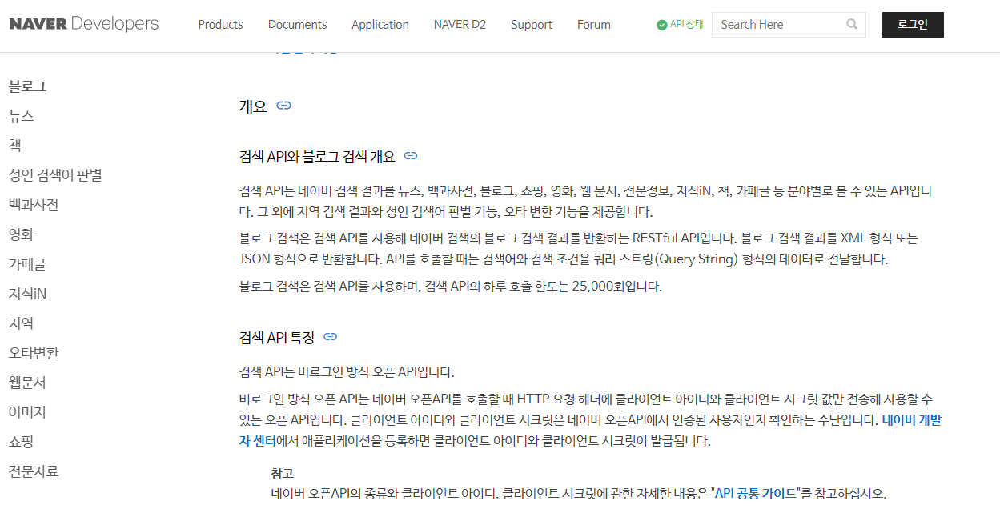 NAVER Developers
Products
Documents
Application
NAVER D2
Support
Forum
API 상태
Search Here
로그인
블로그
뉴스
책
성인 검색어 판별
백과사전
영화
카페글
지식iN
지역
오타변환
웹문서
이미지
쇼핑
전문자료
개요
검색 API와 블로그 검색 개요
검색 API는 네이버 검색 결과를 뉴스, 백과사전, 블로그, 쇼핑, 영화, 웹 문서, 전문정보, 지식iN, 책, 카페글 등 분야별로 볼 수 있는 API입니
다. 그 외에 지역 검색 결과와 성인 검색어 판별 기능, 오타 변환 기능을 제공합니다.
블로그 검색은 검색 API를 사용해 네이버 검색의 블로그 검색 결과를 반환하는 RESTful API입니다. 블로그 검색 결과를 XML 형식 또는
JSON 형식으로 반환합니다. API를 호출할 때는 검색어와 검색 조건을 쿼리 스트링(Query String) 형식의 데이터로 전달합니다.
블로그 검색은 검색 API를 사용하며, 검색 API의 하루 호출 한도는 25,000회입니다.
검색 API 특징
검색 API는 비로그인 방식 오픈 API입니다.
비로그인 방식 오픈 API는 네이버 오픈API를 호출할 때 HTTP 요청 헤더에 클라이언트 아이디와 클라이언트 시크릿 값만 전송해 사용할 수
있는 오픈 API입니다. 클라이언트 아이디와 클라이언트 시크릿은 네이버 오픈API에서 인증된 사용자인지 확인하는 수단입니다. 네이버 개발
자 센터에서 애플리케이션을 등록하면 클라이언트 아이디와 클라이언트 시크릿이 발급됩니다.
참고
네이버 오픈API의 종류와 클라이언트 아이디, 클라이언트 시크릿에 관한 자세한 내용은 "API 공통 가이드"를 참고하십시오.